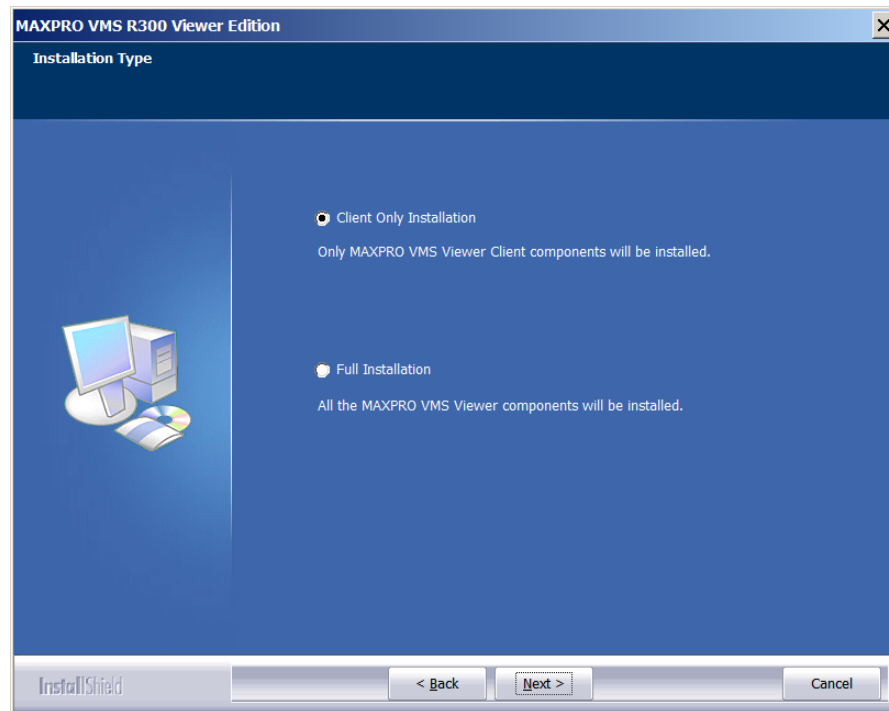 MAXPRO VMS R300 Viewer Edition
Installation Type
Client Only Installation
Only MAXPRO VMS Viewer Client components will be installed.
Full Installation
All the MAXPRO VMS Viewer components will be installed.
InstallShield
< Back
Next >
Cancel